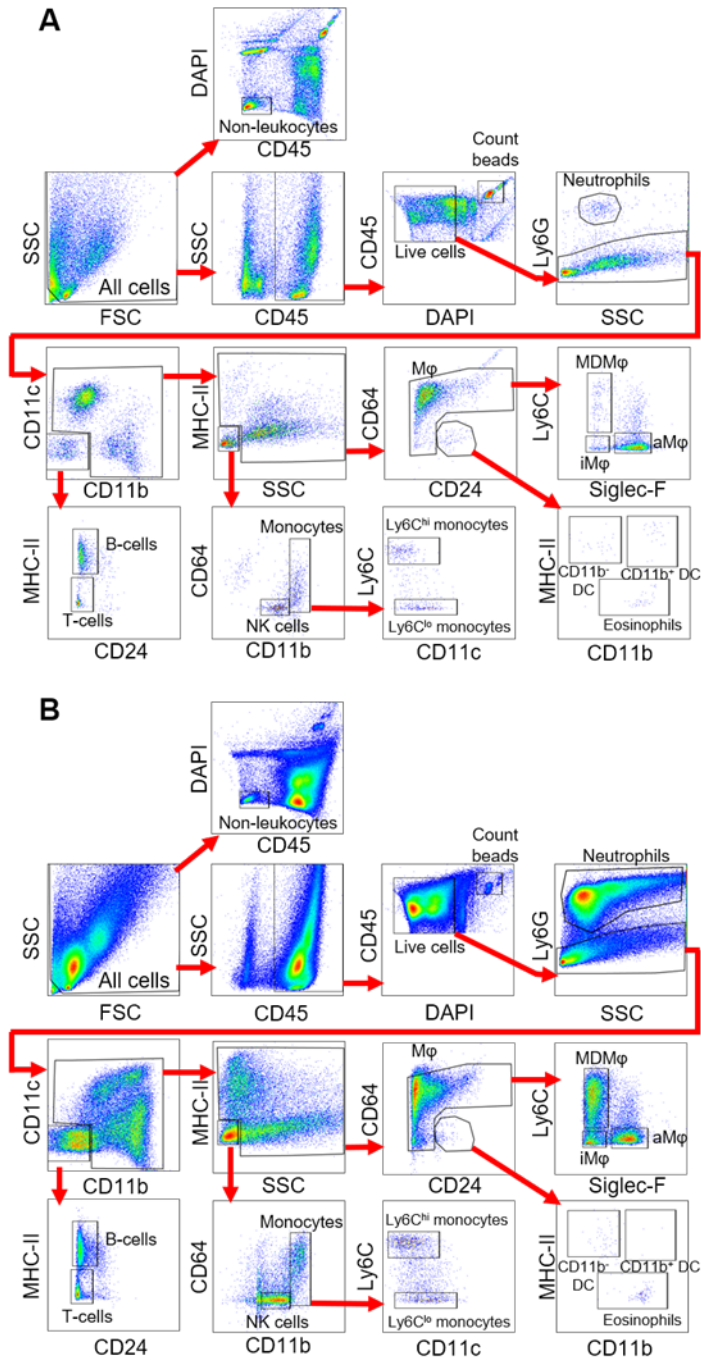 A
DAPI
Non-leukocytes
CD45
Count
beads
SSC
All cells
FSC
SSC
CD45
CD45
Live cells
DAPI
Neutrophils
Ly6G
SSC
CD11c
CD11b
MHC-II
SSC
Mφ
CD64
CD24
MDMφ
Ly6C
iMφ
aMφ
Siglec-F
MHC-II
B-cells
T-cells
CD24
Monocytes
CD64
NK cells
CD11b
Ly6Chi monocytes
Ly6C
Ly6Clo monocytes
CD11c
MHC-II
CD11b- DC
CD11b+ DC
Eosinophils
CD11b
B
DAPI
Non-leukocytes
CD45
Count
beads
SSC
All cells
FSC
SSC
CD45
CD45
Live cells
DAPI
Neutrophils
Ly6G
SSC
CD11c
CD11b
MHC-II
SSC
Mφ
CD64
CD24
MDMφ
Ly6C
iMφ
aMφ
Siglec-F
MHC-II
B-cells
T-cells
CD24
Monocytes
CD64
NK cells
CD11b
Ly6Chi monocytes
Ly6C
Ly6Clo monocytes
CD11c
MHC-II
CD11b- DC
CD11b+ DC
Eosinophils
CD11b